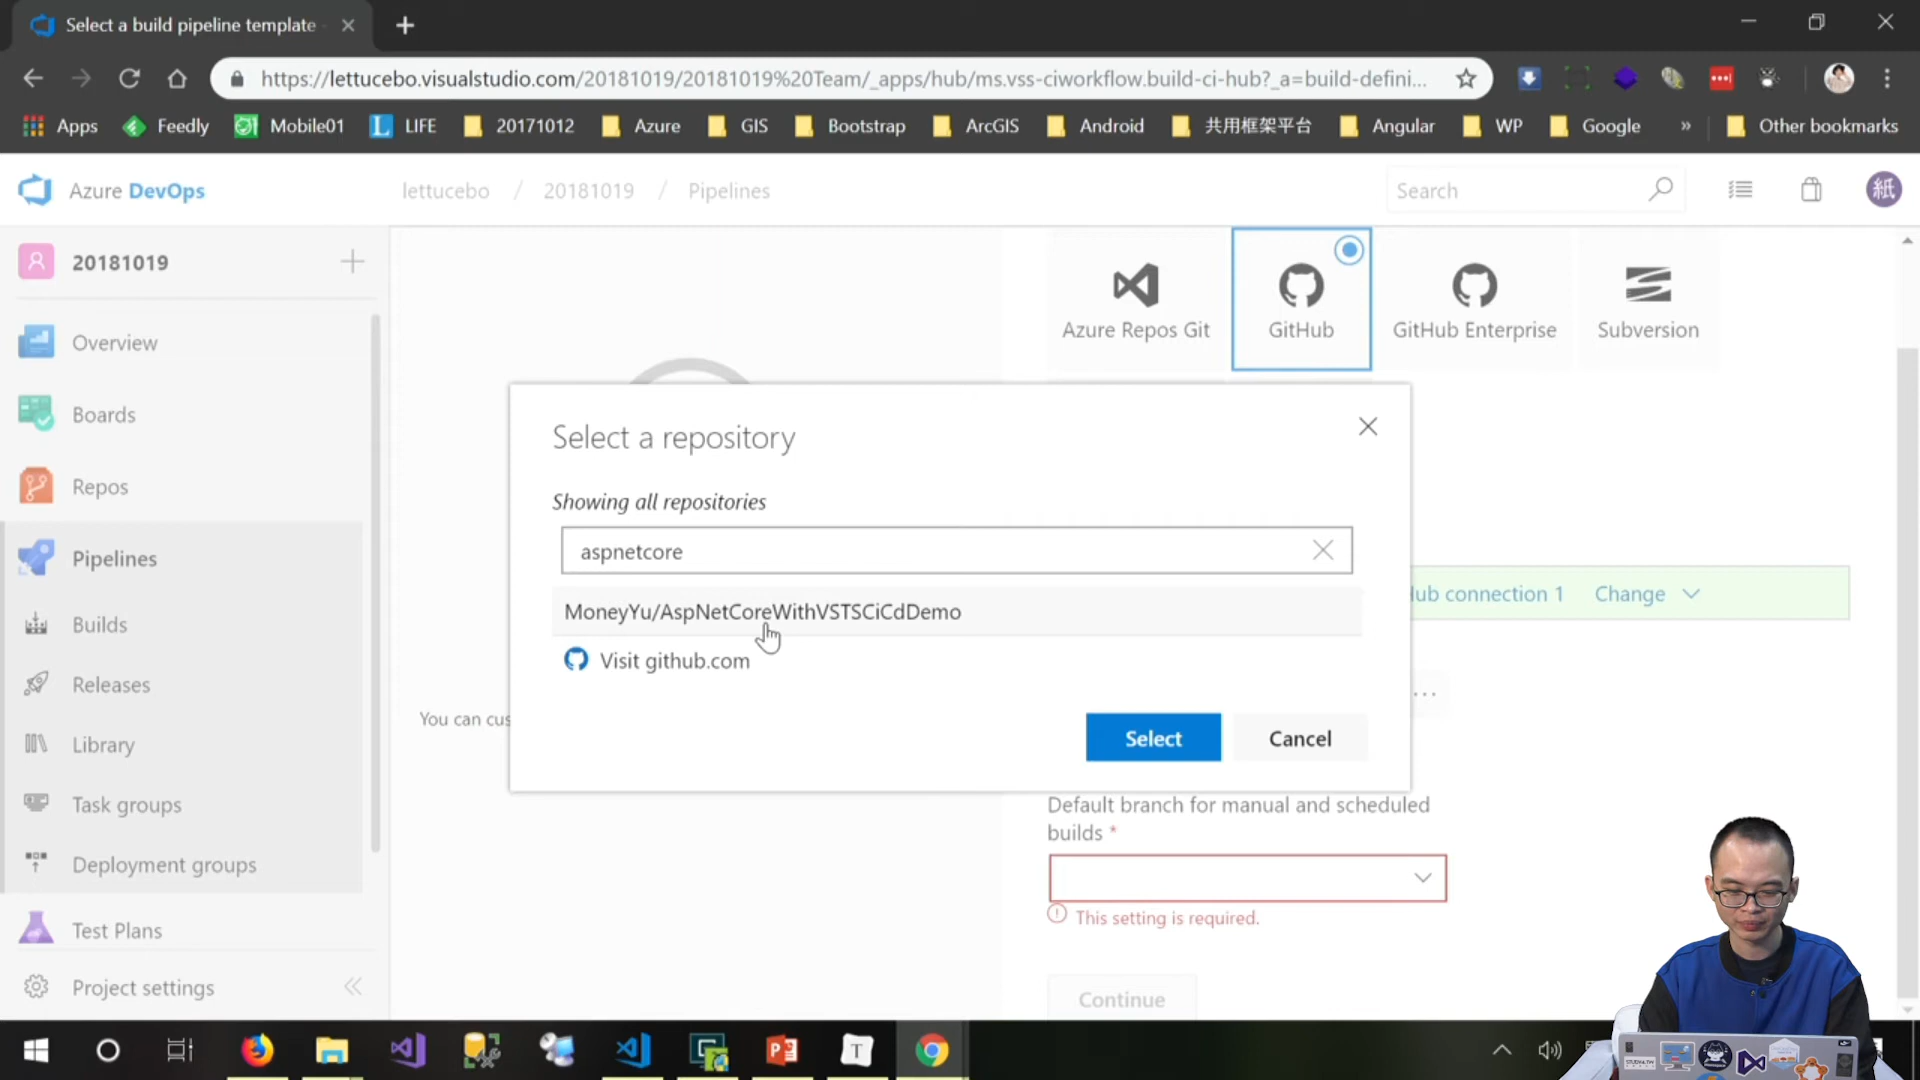 Select a build pipeline template
https://lettucebo.visualstudio.com/20181019/20181019%20Team/_apps/hub/ms.vss-ciworkflow.build-ci-hub?_a=build-defini...
Apps
Feedly
Mobile01
LIFE
20171012
Azure
GIS
Bootstrap
ArcGIS
Android
共用框架平台
Angular
WP
Google
»
Other bookmarks
Azure DevOps
lettucebo / 20181019 / Pipelines
Search
紙
20181019
Overview
Boards
Repos
Pipelines
Builds
Releases
Library
Task groups
Deployment groups
Test Plans
Project settings
Azure Repos Git
GitHub
GitHub Enterprise
Subversion
Select a repository
Showing all repositories
aspnetcore
MoneyYu/AspNetCoreWithVSTSCiCdDemo
Visit github.com
Select
Cancel
Hub connection 1
Change
...
You can cus
Default branch for manual and scheduled
builds *
This setting is required.
Continue